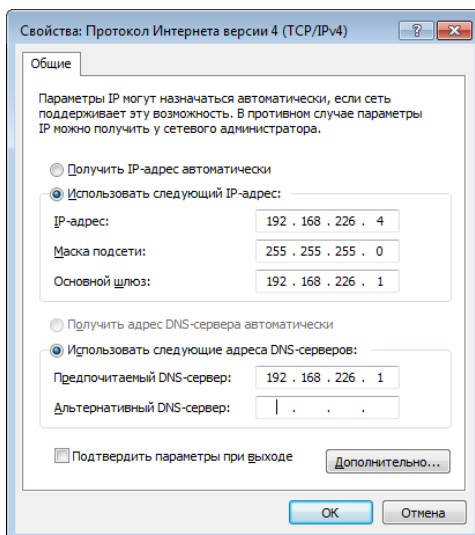 Свойства: Протокол Интернета версии 4 (TCP/IPv4)
Общие
Параметры IP могут назначаться автоматически, если сеть
поддерживает эту возможность. В противном случае параметры
IP можно получить у сетевого администратора.
Получить IP-адрес автоматически
Использовать следующий IP-адрес:
IP-адрес: 192 . 168 . 226 . 4
Маска подсети: 255 . 255 . 255 . 0
Основной шлюз: 192 . 168 . 226 . 1
Получить адрес DNS-сервера автоматически
Использовать следующие адреса DNS-серверов:
Предпочитаемый DNS-сервер: 192 . 168 . 226 . 1
Альтернативный DNS-сервер: . . .
Подтвердить параметры при выходе
Дополнительно...
ОК Отмена